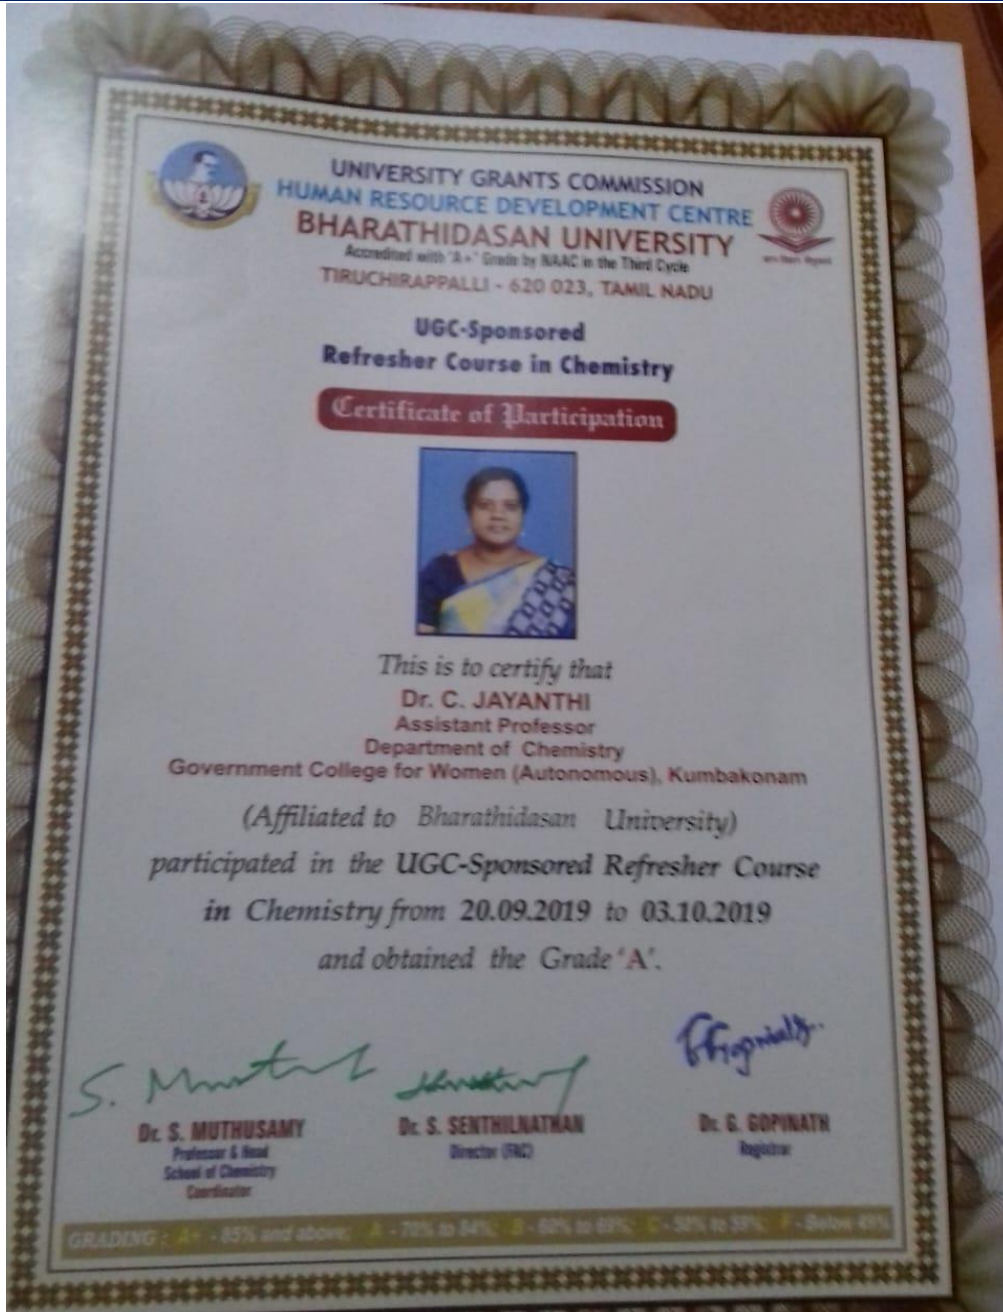 UNIVERSITY GRANTS COMMISSION
HUMAN RESOURCE DEVELOPMENT CENTRE
BHARATHIDASAN UNIVERSITY
Accredited with 'A+' Grade by NAAC in the Third Cycle
TIRUCHIRAPPALLI - 620 023, TAMIL NADU
UGC-Sponsored
Refresher Course in Chemistry
Certificate of Participation
This is to certify that
Dr. C. JAYANTHI
Assistant Professor
Department of Chemistry
Government College for Women (Autonomous), Kumbakonam
(Affiliated to Bharathidasan University)
participated in the UGC-Sponsored Refresher Course
in Chemistry from 20.09.2019 to 03.10.2019
and obtained the Grade 'A'.
Dr. S. MUTHUSAMY
Professor & Head
School of Chemistry
Coordinator
Dr. S. SENTHILNATHAN
Director (FAC)
Dr. G. GOPINATH
Registrar
GRADING : A+ - 85% and above; A - 70% to 84%; B - 60% to 69%; C - 50% to 59%; F - Below 49%